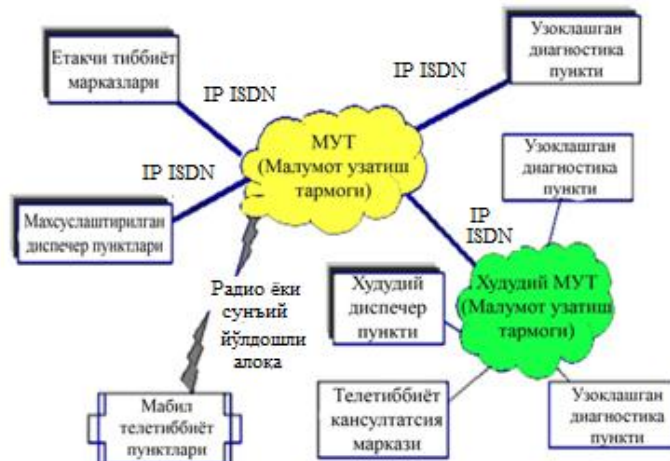 Етакчи тиббиёт
марказлари
IP ISDN
IP ISDN
Узоклашган
диагностика
пункти
МУТ
(Малумот узатиш
тармоги)
IP ISDN
Махсуслаштирилган
диспечер пунктлари
Узоклашган
диагностика
пункти
IP
ISDN
Радио ёки
сунъий
йўлдошли
алоқа
Худудий
диспечер
пункти
Худудий МУТ
(Малумот узатиш
тармоги)
Мабил
телетиббиёт
пунктлари
Телетиббиёт
кансултатсия
маркази
Узоклашган
диагностика
пункти